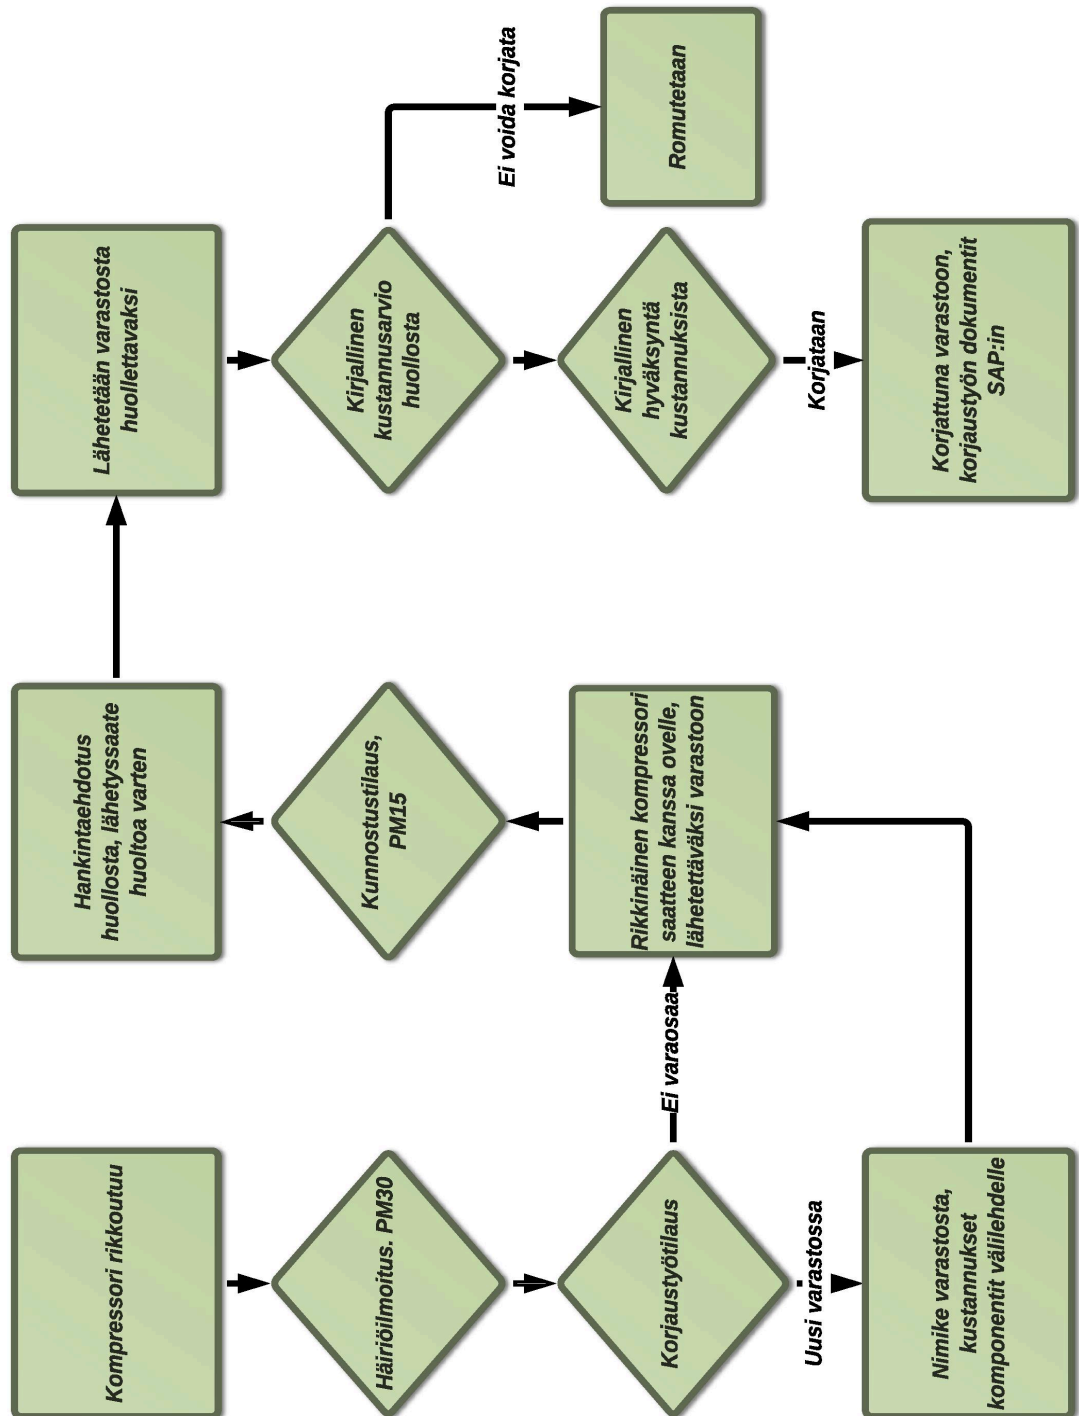 Kompressori rikkoutuu
Häiriöilmoitus. PM30
Korjaustyötilaus
Uusi varastossa
Nimike varastosta,
kustannukset
komponentit välilehdelle
Ei varaosaa
Rikkinäinen kompressori
saatteen kanssa ovelle,
lähetettäväksi varastoon
Kunnostustilaus,
PM15
Hankintaehdotus
huollosta, lähetyssaate
huoltoa varten
Lähetetään varastosta
huollettavaksi
Kirjallinen
kustannusarvio
huollosta
Ei voida korjata
Romutetaan
Kirjallinen
hyväksyntä
kustannuksista
Korjataan
Korjattuna varastoon,
korjaustyön dokumentit
SAP:in